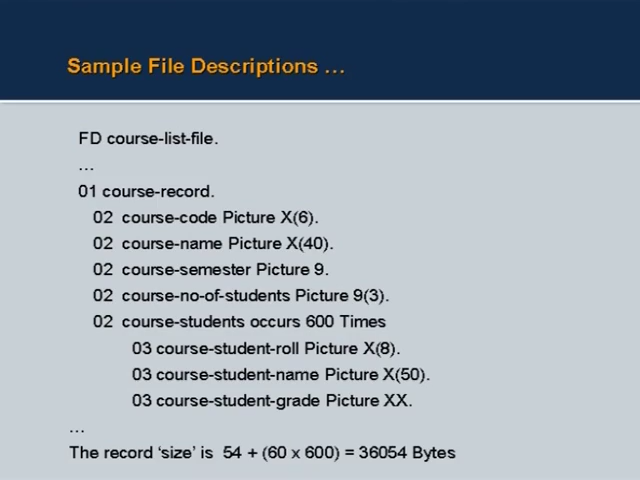 Sample File Descriptions ...
FD course-list-file.
...
01 course-record.
02 course-code Picture X(6).
02 course-name Picture X(40).
02 course-semester Picture 9.
02 course-no-of-students Picture 9(3).
02 course-students occurs 600 Times
03 course-student-roll Picture X(8).
03 course-student-name Picture X(50).
03 course-student-grade Picture XX.
...
The record ‘size’ is 54 + (60 x 600) = 36054 Bytes